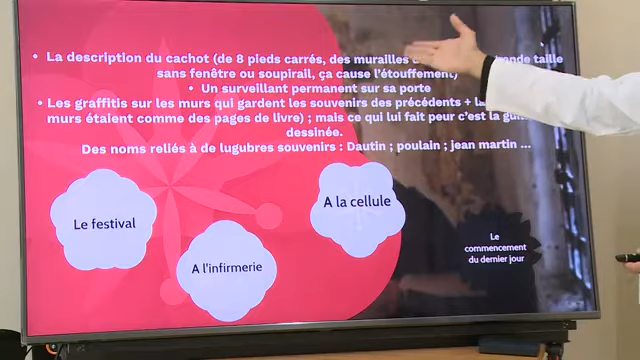 • La description du cachot (de 8 pieds carrés, des murailles
taille
sans fenêtre ou soupirail, ça cause l'étouffement)
• Un surveillant permanent sur sa porte
• Les graffitis sur les murs qui gardent les souvenirs des précédents +
murs étaient comme des pages de livre) ; mais ce qui lui fait peur c'est la
dessinée.
Des noms reliés à de lugubres souvenirs : Dautin ; poulain ; jean martin ...
A la cellule
Le festival
A l'infirmerie
Le
commencement
du dernier jour